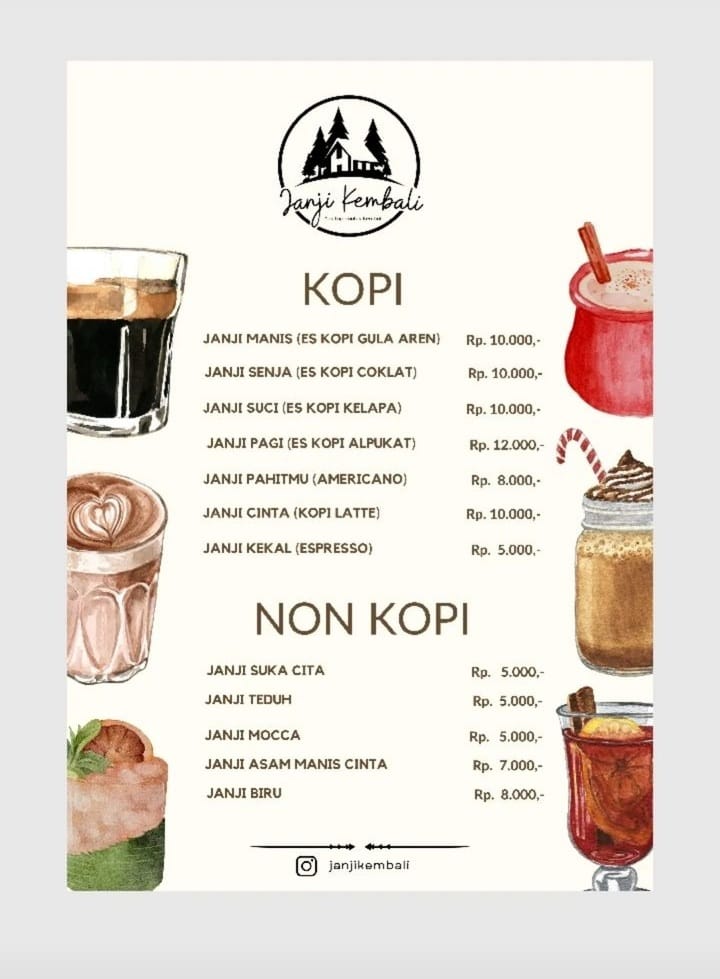 Janji Kembali
KOPI
JANJI MANIS (ES KOPI GULA AREN) Rp. 10.000,-
JANJI SENJA (ES KOPI COKLAT) Rp. 10.000,-
JANJI SUCI (ES KOPI KELAPA) Rp. 10.000,-
JANJI PAGI (ES KOPI ALPUKAT) Rp. 12.000,-
JANJI PAHITMU (AMERICANO) Rp. 8.000,-
JANJI CINTA (KOPI LATTE) Rp. 10.000,-
JANJI KEKAL (ESPRESSO) Rp. 5.000,-
NON KOPI
JANJI SUKA CITA Rp. 5.000,-
JANJI TEDUH Rp. 5.000,-
JANJI MOCCA Rp. 5.000,-
JANJI ASAM MANIS CINTA Rp. 7.000,-
JANJI BIRU Rp. 8.000,-
janjikembali